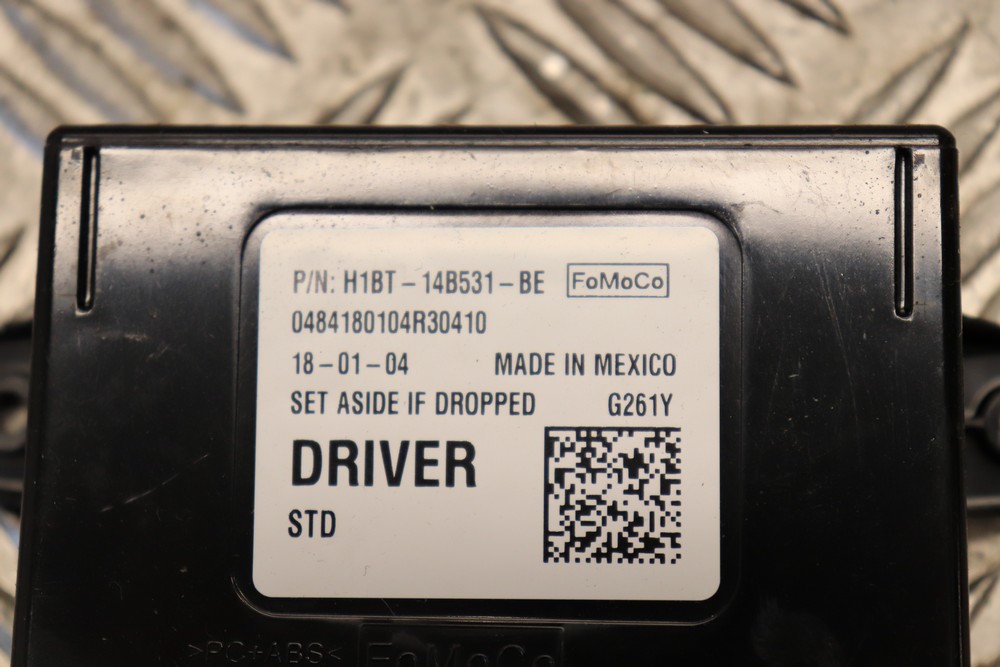 P/N: H1BT-14B531-BE FoMoCo
0484180104R30410
18-01-04 MADE IN MEXICO
SET ASIDE IF DROPPED G261Y
DRIVER
STD
>PC+ABS< FoMoCo